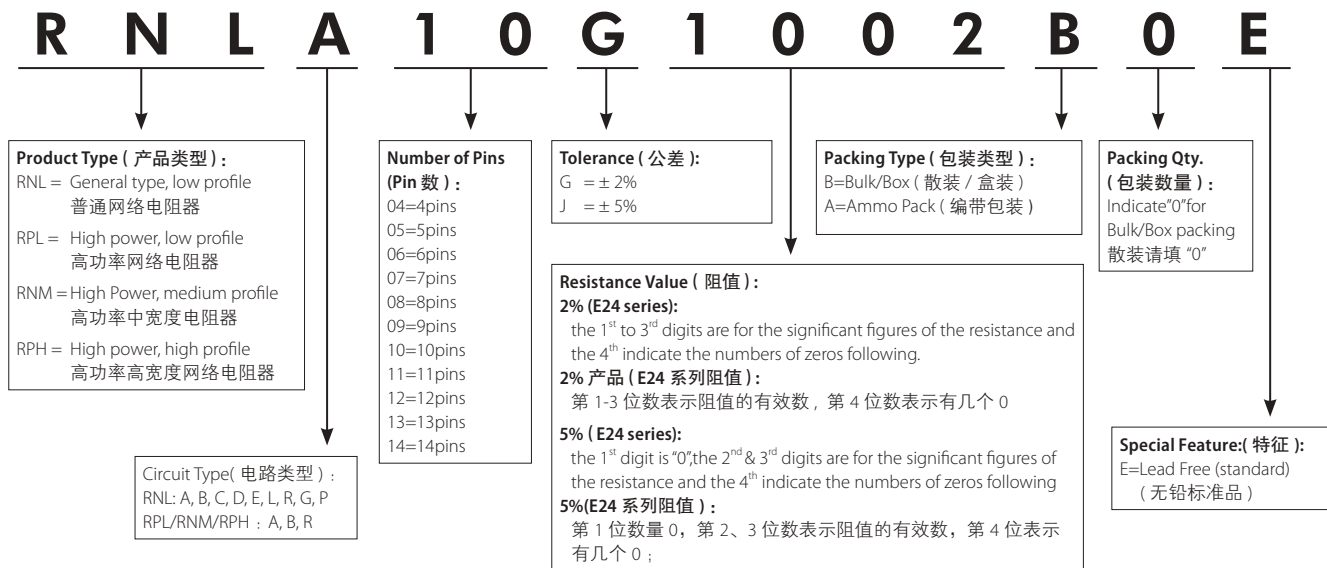 R N L A 1 0 G 1 0 0 2 B 0 E
Product Type ( 产品类型 ) :
RNL = General type, low profile
普通网络电阻器
RPL = High power, low profile
高功率网络电阻器
RNM = High Power, medium profile
高功率中宽度电阻器
RPH = High power, high profile
高功率高宽度网络电阻器
Circuit Type( 电路类型 ) :
RNL: A, B, C, D, E, L, R, G, P
RPL/RNM/RPH : A, B, R
Number of Pins
(Pin 数 ) :
04=4pins
05=5pins
06=6pins
07=7pins
08=8pins
09=9pins
10=10pins
11=11pins
12=12pins
13=13pins
14=14pins
Tolerance ( 公差 ):
G = ± 2%
J = ± 5%
Resistance Value ( 阻值 ) :
2% (E24 series):
the 1st to 3rd digits are for the significant figures of the resistance and
the 4th indicate the numbers of zeros following.
2% 产品 ( E24 系列阻值 ) :
第 1-3 位数表示阻值的有效数 , 第 4 位数表示有几个 0
5% ( E24 series):
the 1st digit is "0",the 2nd & 3rd digits are for the significant figures of
the resistance and the 4th indicate the numbers of zeros following
5%(E24 系列阻值 ) :
第 1 位数量 0，第 2、3 位数表示阻值的有效数，第 4 位表示
有几个 0 ;
Packing Type ( 包装类型 ) :
B=Bulk/Box ( 散装 / 盒装 )
A=Ammo Pack ( 编带包装 )
Packing Qty.
( 包装数量 ) :
Indicate"0"for
Bulk/Box packing
散装请填 "0"
Special Feature:( 特征 ):
E=Lead Free (standard)
( 无铅标准品 )